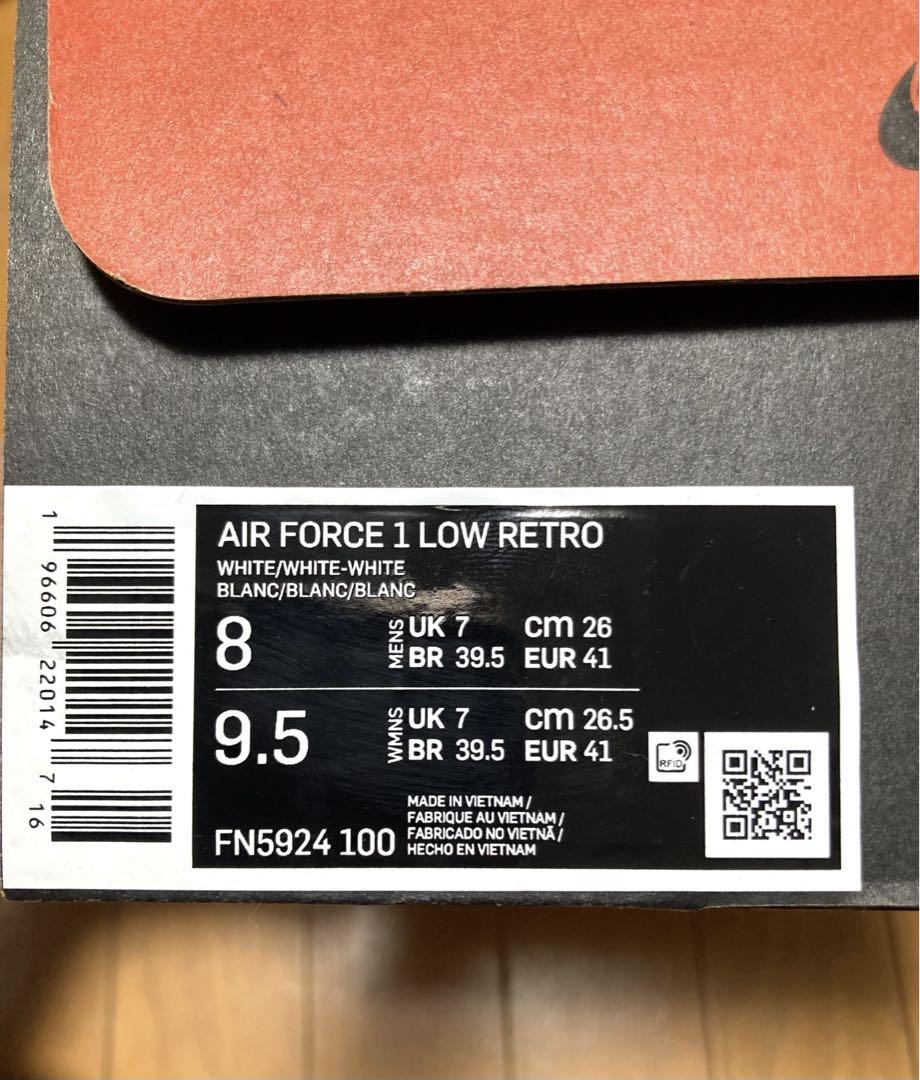 AIR FORCE 1 LOW RETRO
WHITE/WHITE-WHITE
BLANC/BLANC/BLANC
8 MENS UK 7 CM 26
BR 39.5 EUR 41
9.5 WMNS UK 7 CM 26.5
BR 39.5 EUR 41
RFID
MADE IN VIETNAM /
FABRIQUE AU VIETNAM /
FABRICADO NO VIETNÃ /
HECHO EN VIETNAM
FN5924 100
1 96606 22014 7 16